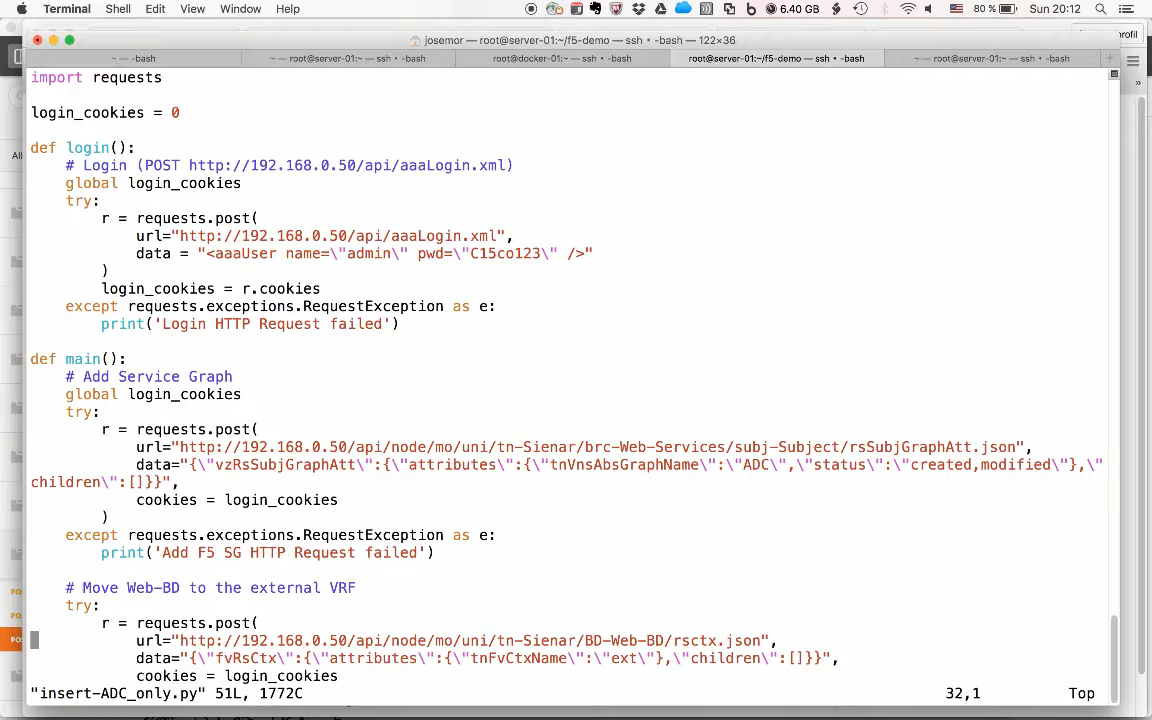 Terminal Shell Edit View Window Help 6.40 GB 80 % Sun 20:12
josemor — root@server-01:~/f5-demo — ssh • -bash — 122×36
profil
~ — -bash
~ — root@server-01:~ — ssh • -bash
root@docker-01:~ — ssh • -bash
root@server-01:~/f5-demo — ssh • -bash
~ — root@server-01:~ — ssh • -bash
import requests
login_cookies = 0
def login():
# Login (POST http://192.168.0.50/api/aaaLogin.xml)
global login_cookies
try:
r = requests.post(
url="http://192.168.0.50/api/aaaLogin.xml",
data = "<aaaUser name=\"admin\" pwd=\"C15co123\" />"
)
login_cookies = r.cookies
except requests.exceptions.RequestException as e:
print('Login HTTP Request failed')
def main():
# Add Service Graph
global login_cookies
try:
r = requests.post(
url="http://192.168.0.50/api/node/mo/uni/tn-Sienar/brc-Web-Services/subj-Subject/rsSubjGraphAtt.json",
data="{\"vzRsSubjGraphAtt\":{\"attributes\":{\"tnVnsAbsGraphName\":\"ADC\",\"status\":\"created,modified\"},\"
children\":[]}}",
cookies = login_cookies
)
except requests.exceptions.RequestException as e:
print('Add F5 SG HTTP Request failed')
# Move Web-BD to the external VRF
try:
r = requests.post(
url="http://192.168.0.50/api/node/mo/uni/tn-Sienar/BD-Web-BD/rsctx.json",
data="{\"fvRsCtx\":{\"attributes\":{\"tnFvCtxName\":\"ext\"},\"children\":[]}}",
cookies = login_cookies
"insert-ADC_only.py" 51L, 1772C 32,1 Top
All